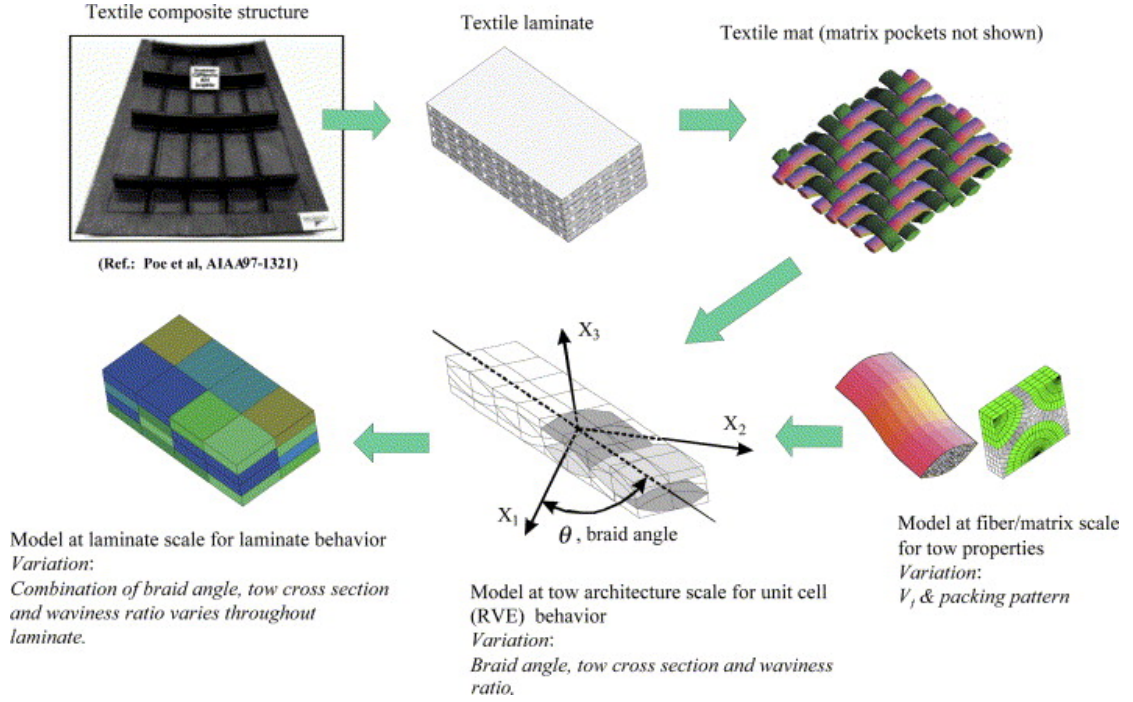 Textile composite structure
Textile laminate
Textile mat (matrix pockets not shown)
(Ref.: Poe et al, AIAA97-1321)
X3
X2
X1
θ, braid angle
Model at laminate scale for laminate behavior
Variation:
Combination of braid angle, tow cross section
and waviness ratio varies throughout
laminate.
Model at tow architecture scale for unit cell
(RVE) behavior
Variation:
Braid angle, tow cross section and waviness
ratio,
Model at fiber/matrix scale
for tow properties
Variation:
Vf & packing pattern